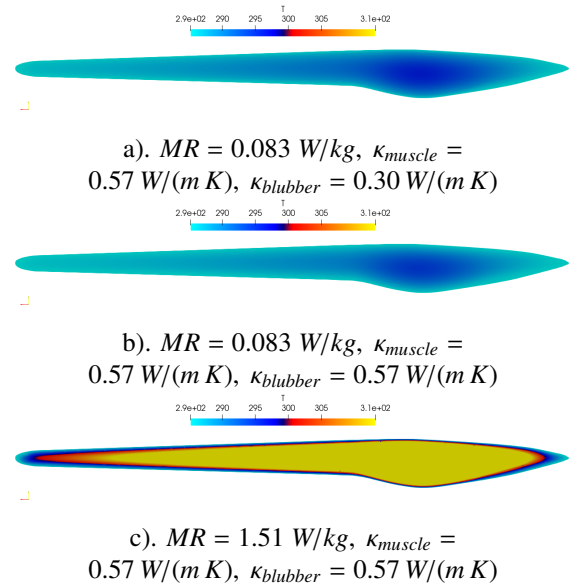 T
2.9e+02 290 295 300 305 3.1e+02
a). MR = 0.083 W/kg, κmuscle =
0.57 W/(m K), κblubber = 0.30 W/(m K)
T
2.9e+02 290 295 300 305 3.1e+02
b). MR = 0.083 W/kg, κmuscle =
0.57 W/(m K), κblubber = 0.57 W/(m K)
T
2.9e+02 290 295 300 305 3.1e+02
c). MR = 1.51 W/kg, κmuscle =
0.57 W/(m K), κblubber = 0.57 W/(m K)